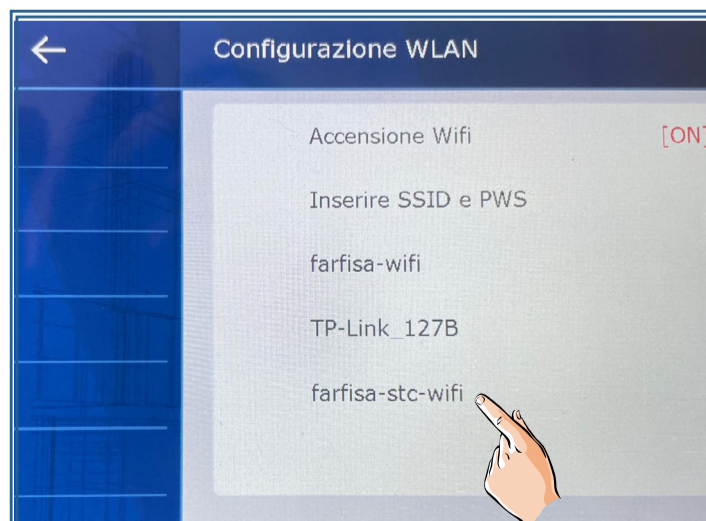 Configurazione WLAN
Accensione Wifi [ON]
Inserire SSID e PWS
farfisa-wifi
TP-Link_127B
farfisa-stc-wifi